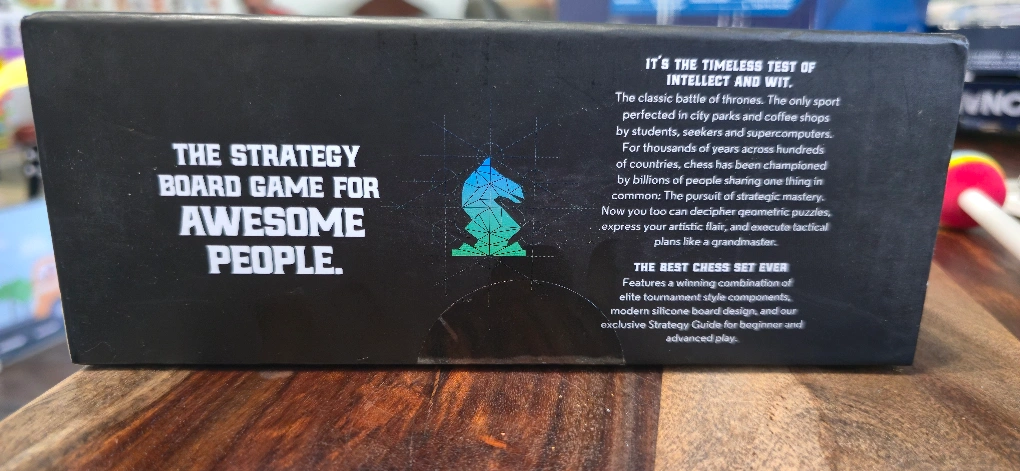 THE STRATEGY
BOARD GAME FOR
AWESOME
PEOPLE.
IT'S THE TIMELESS TEST OF
INTELLECT AND WIT.
The classic battle of thrones. The only sport
perfected in city parks and coffee shops
by students, seekers and supercomputers.
For thousands of years across hundreds
of countries, chess has been championed
by billions of people sharing one thing in
common: The pursuit of strategic mastery.
Now you too can decipher geometric puzzles,
express your artistic flair, and execute tactical
plans like a grandmaster.
THE BEST CHESS SET EVER
Features a winning combination of
elite tournament style components,
modern silicone board design, and our
exclusive Strategy Guide for beginner and
advanced play.